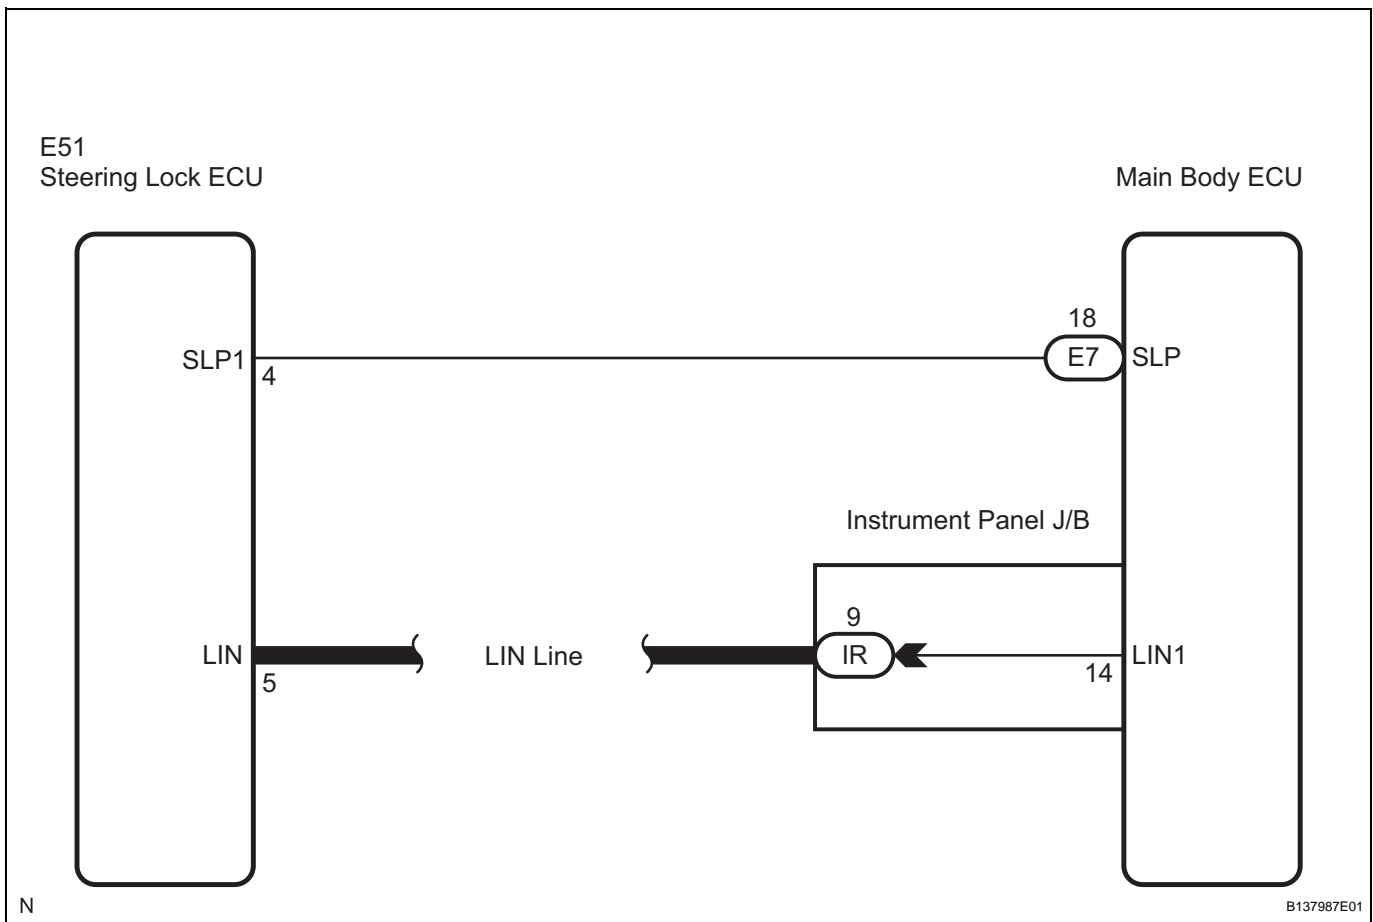 E51
Steering Lock ECU
Main Body ECU
18
SLP1
E7
SLP
4
Instrument Panel J/B
9
LIN
LIN Line
IR
LIN1
5
14
N
B137987E01